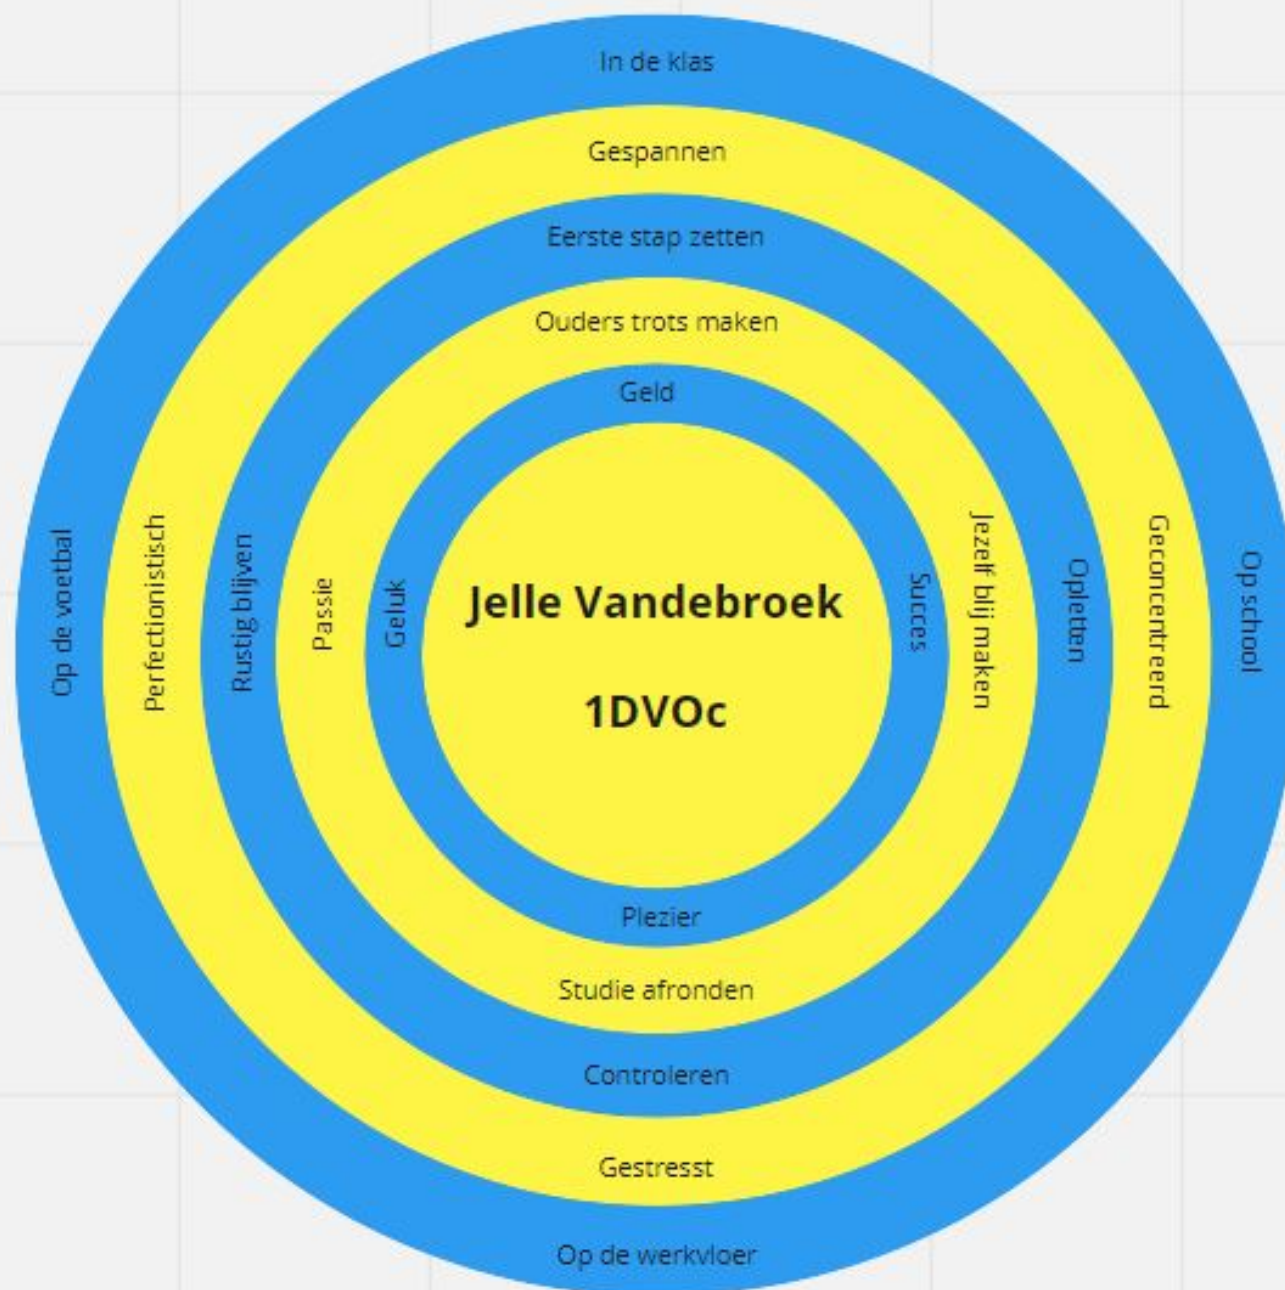 In de klas
Gespannen
Eerste stap zetten
Ouders trots maken
Geld
Op de voetbal
Perfectionistisch
Rustig blijven
Passie
Geluk
Jelle Vandebroek
1DVOc
Succes
Jezelf blij maken
Opletten
Geconcentreerd
Op school
Plezier
Studie afronden
Controleren
Gestresst
Op de werkvloer